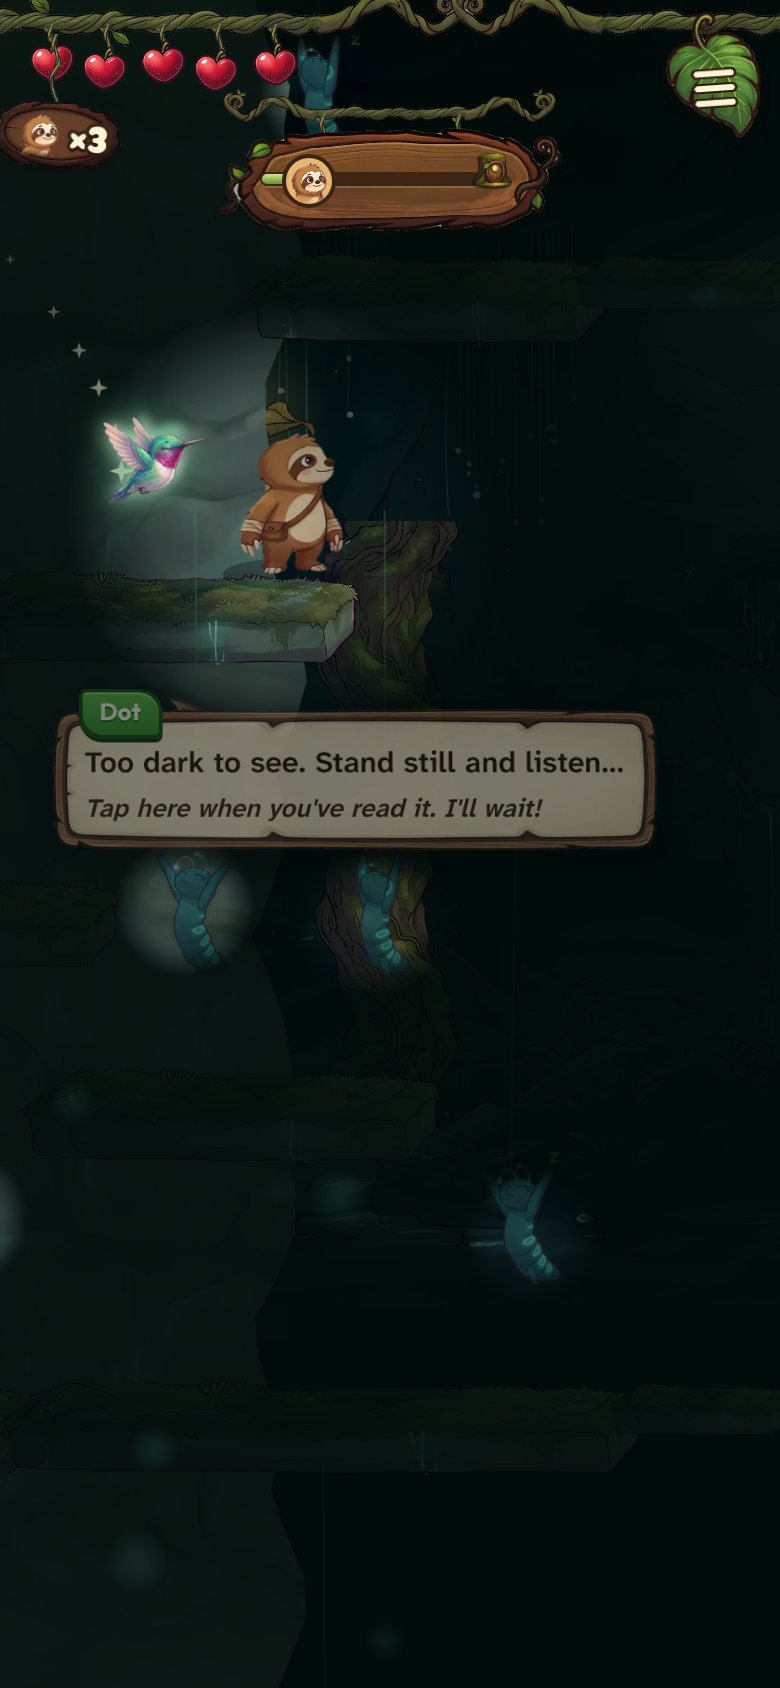 z
×3
Dot
Too dark to see. Stand still and listen...
Tap here when you've read it. I'll wait!
z